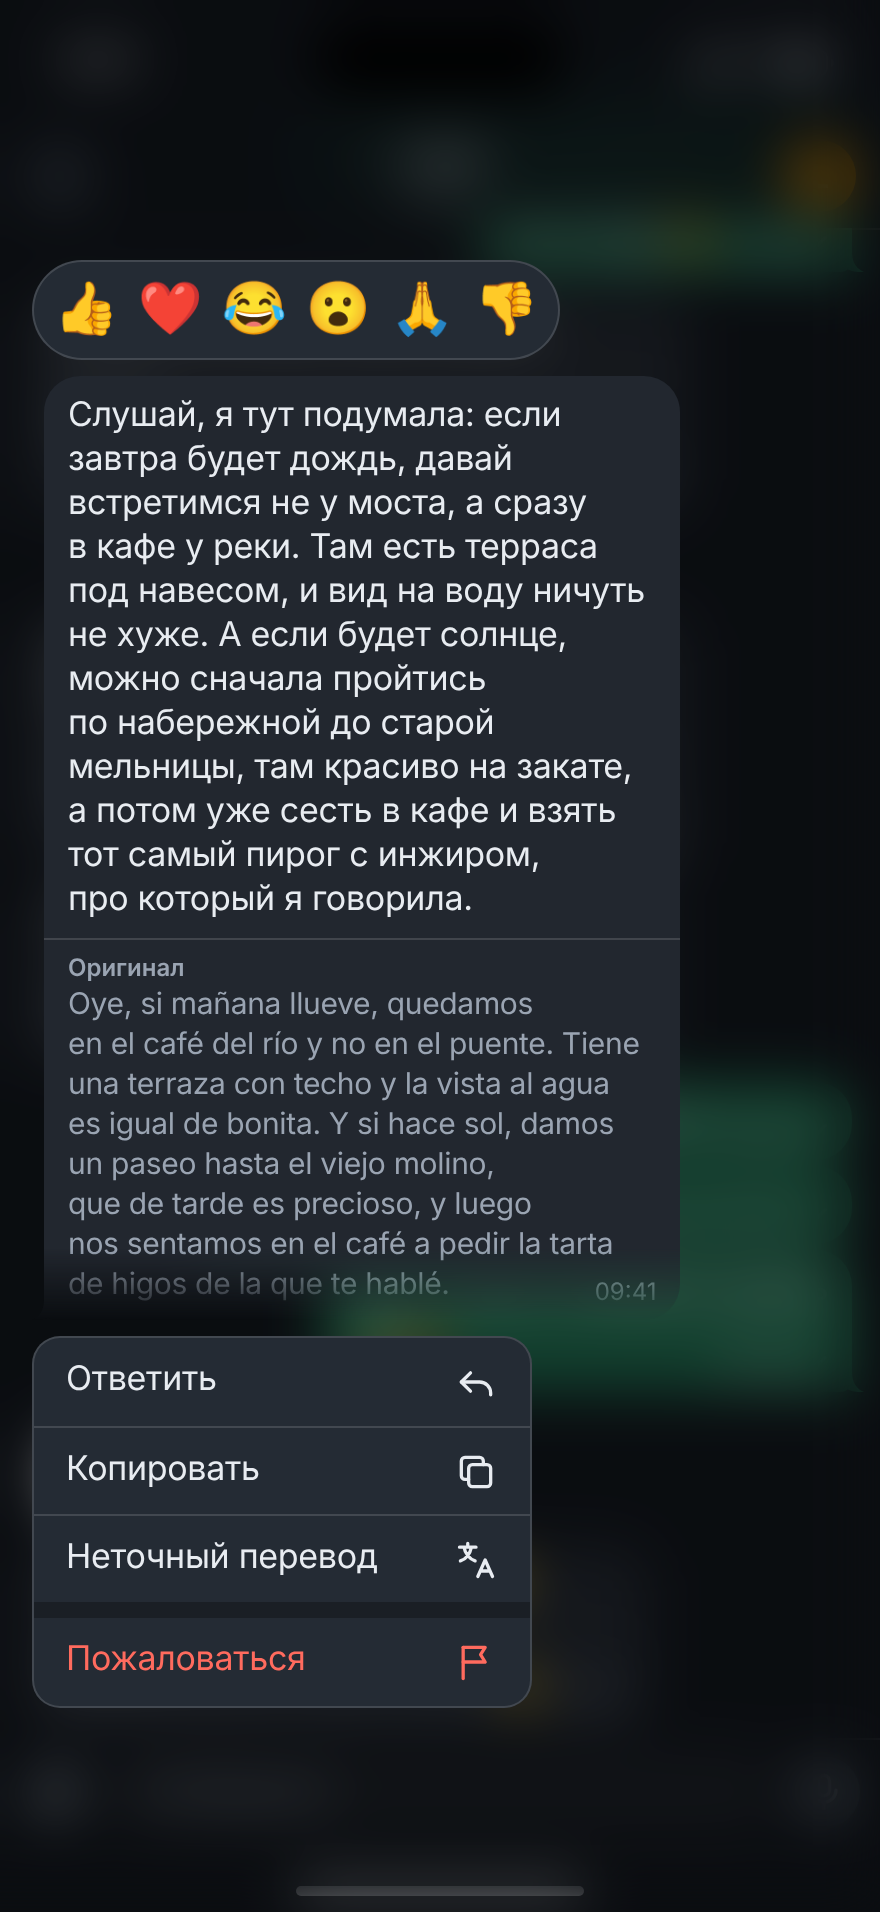 Слушай, я тут подумала: если
завтра будет дождь, давай
встретимся не у моста, а сразу
в кафе у реки. Там есть терраса
под навесом, и вид на воду ничуть
не хуже. А если будет солнце,
можно сначала пройтись
по набережной до старой
мельницы, там красиво на закате,
а потом уже сесть в кафе и взять
тот самый пирог с инжиром,
про который я говорила.
Оригинал
Oye, si mañana llueve, quedamos
en el café del río y no en el puente. Tiene
una terraza con techo y la vista al agua
es igual de bonita. Y si hace sol, damos
un paseo hasta el viejo molino,
que de tarde es precioso, y luego
nos sentamos en el café a pedir la tarta
de higos de la que te hablé.
09:41
Ответить
Копировать
Неточный перевод
Пожаловаться